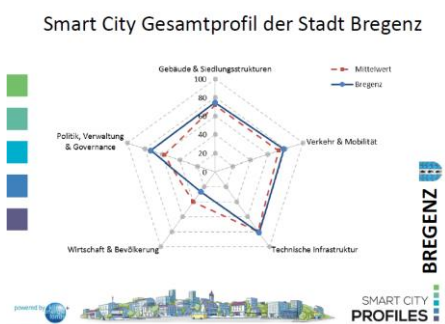 Smart City Gesamtprofil der Stadt Bregenz
Gebäude & Siedlungsstrukturen
100
80
60
40
20
0
Mittelwert
Bregenz
Politik, Verwaltung
& Governance
Verkehr & Mobilität
Wirtschaft & Bevölkerung
Technische Infrastruktur
BREGENZ
powered by
SMART CITY
PROFILES